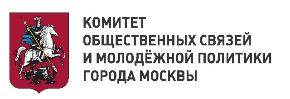 КОМИТЕТ
ОБЩЕСТВЕННЫХ СВЯЗЕЙ
И МОЛОДЁЖНОЙ ПОЛИТИКИ
ГОРОДА МОСКВЫ